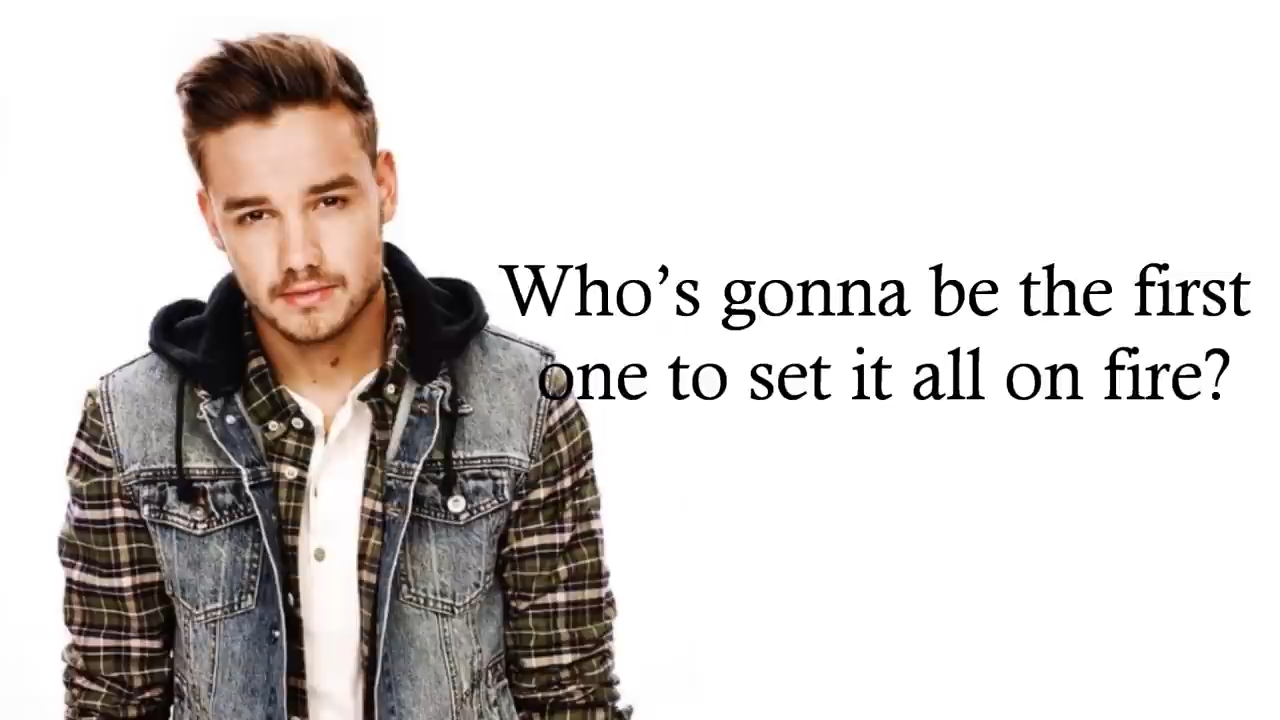 Who’s gonna be the first
one to set it all on fire?